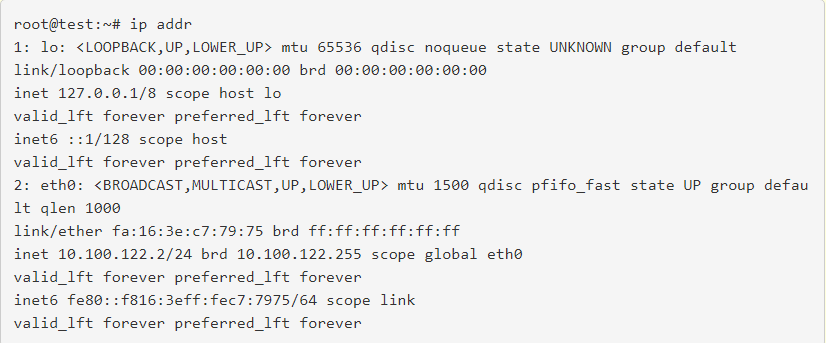 root@test:~# ip addr
1: lo: <LOOPBACK,UP,LOWER_UP> mtu 65536 qdisc noqueue state UNKNOWN group default
link/loopback 00:00:00:00:00:00 brd 00:00:00:00:00:00
inet 127.0.0.1/8 scope host lo
valid_lft forever preferred_lft forever
inet6 ::1/128 scope host
valid_lft forever preferred_lft forever
2: eth0: <BROADCAST,MULTICAST,UP,LOWER_UP> mtu 1500 qdisc pfifo_fast state UP group defau
lt qlen 1000
link/ether fa:16:3e:c7:79:75 brd ff:ff:ff:ff:ff:ff
inet 10.100.122.2/24 brd 10.100.122.255 scope global eth0
valid_lft forever preferred_lft forever
inet6 fe80::f816:3eff:fec7:7975/64 scope link
valid_lft forever preferred_lft forever